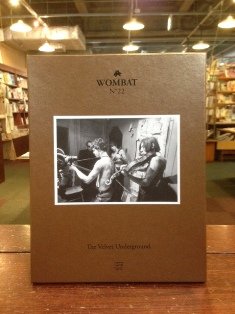 WOMBAT
N°22
The Velvet Underground